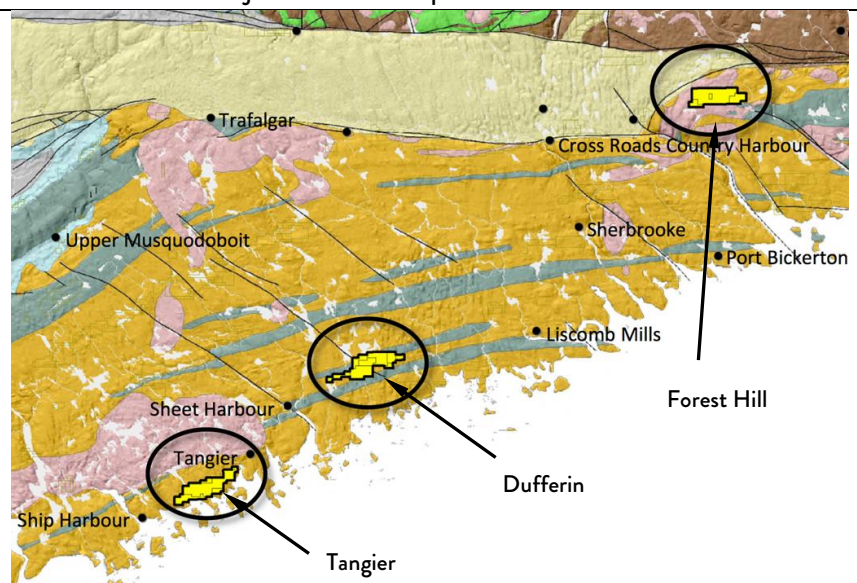 Trafalgar
Cross Roads Country Harbour
Upper Musquodoboit
Sherbrooke
Port Bickerton
Liscomb Mills
Forest Hill
Sheet Harbour
Tangier
Dufferin
Ship Harbour
Tangier